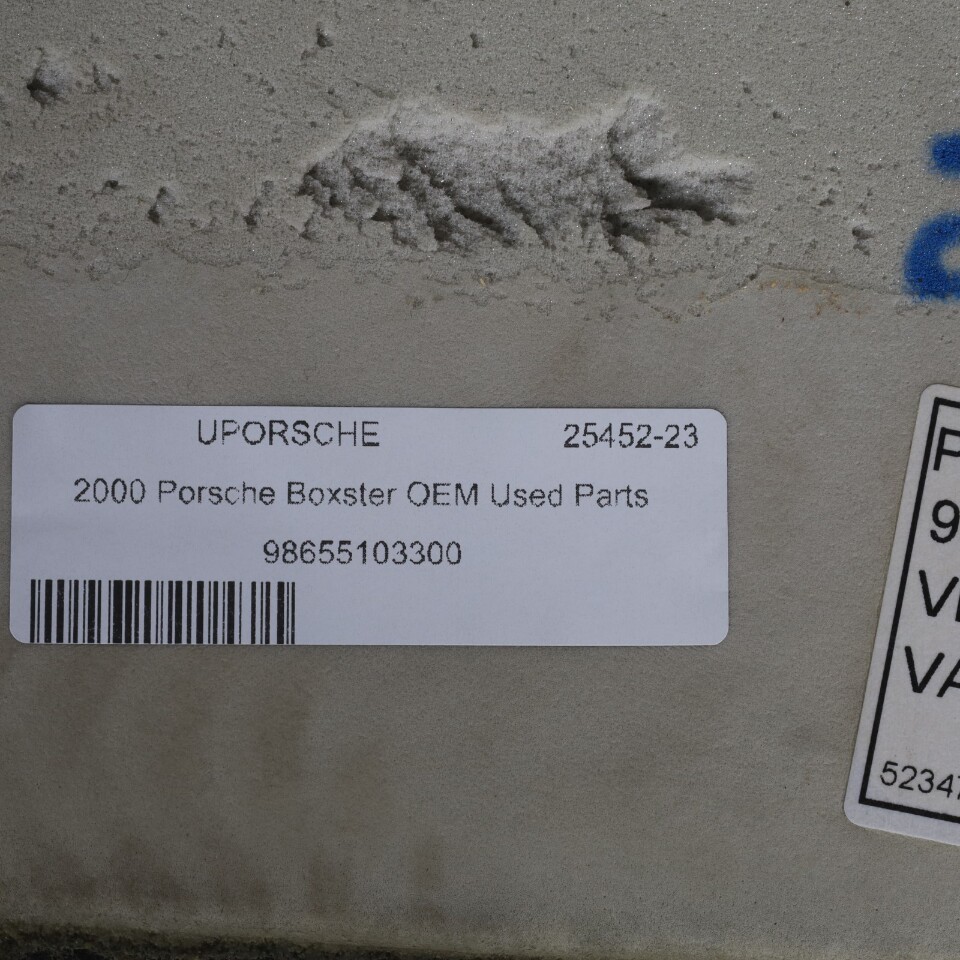 UPORSCHE 25452-23
2000 Porsche Boxster OEM Used Parts
98655103300